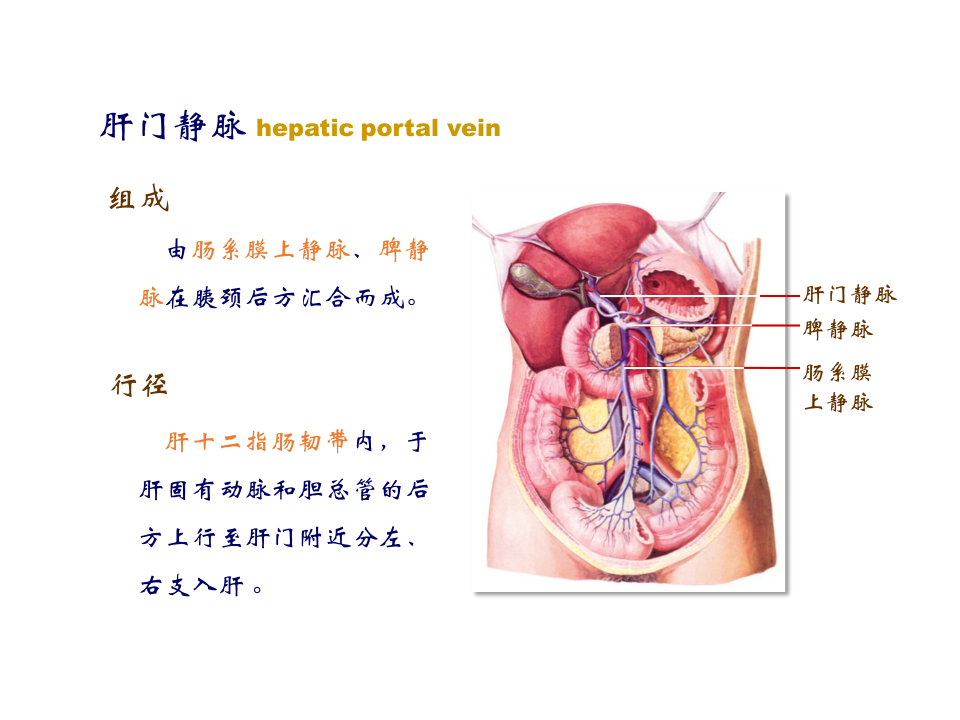 肝门静脉 hepatic portal vein
组成
由肠系膜上静脉、脾静
脉在胰颈后方汇合而成。
行径
肝十二指肠韧带内，于
肝固有动脉和胆总管的后
方上行至肝门附近分左、
右支入肝。
肝门静脉
脾静脉
肠系膜
上静脉